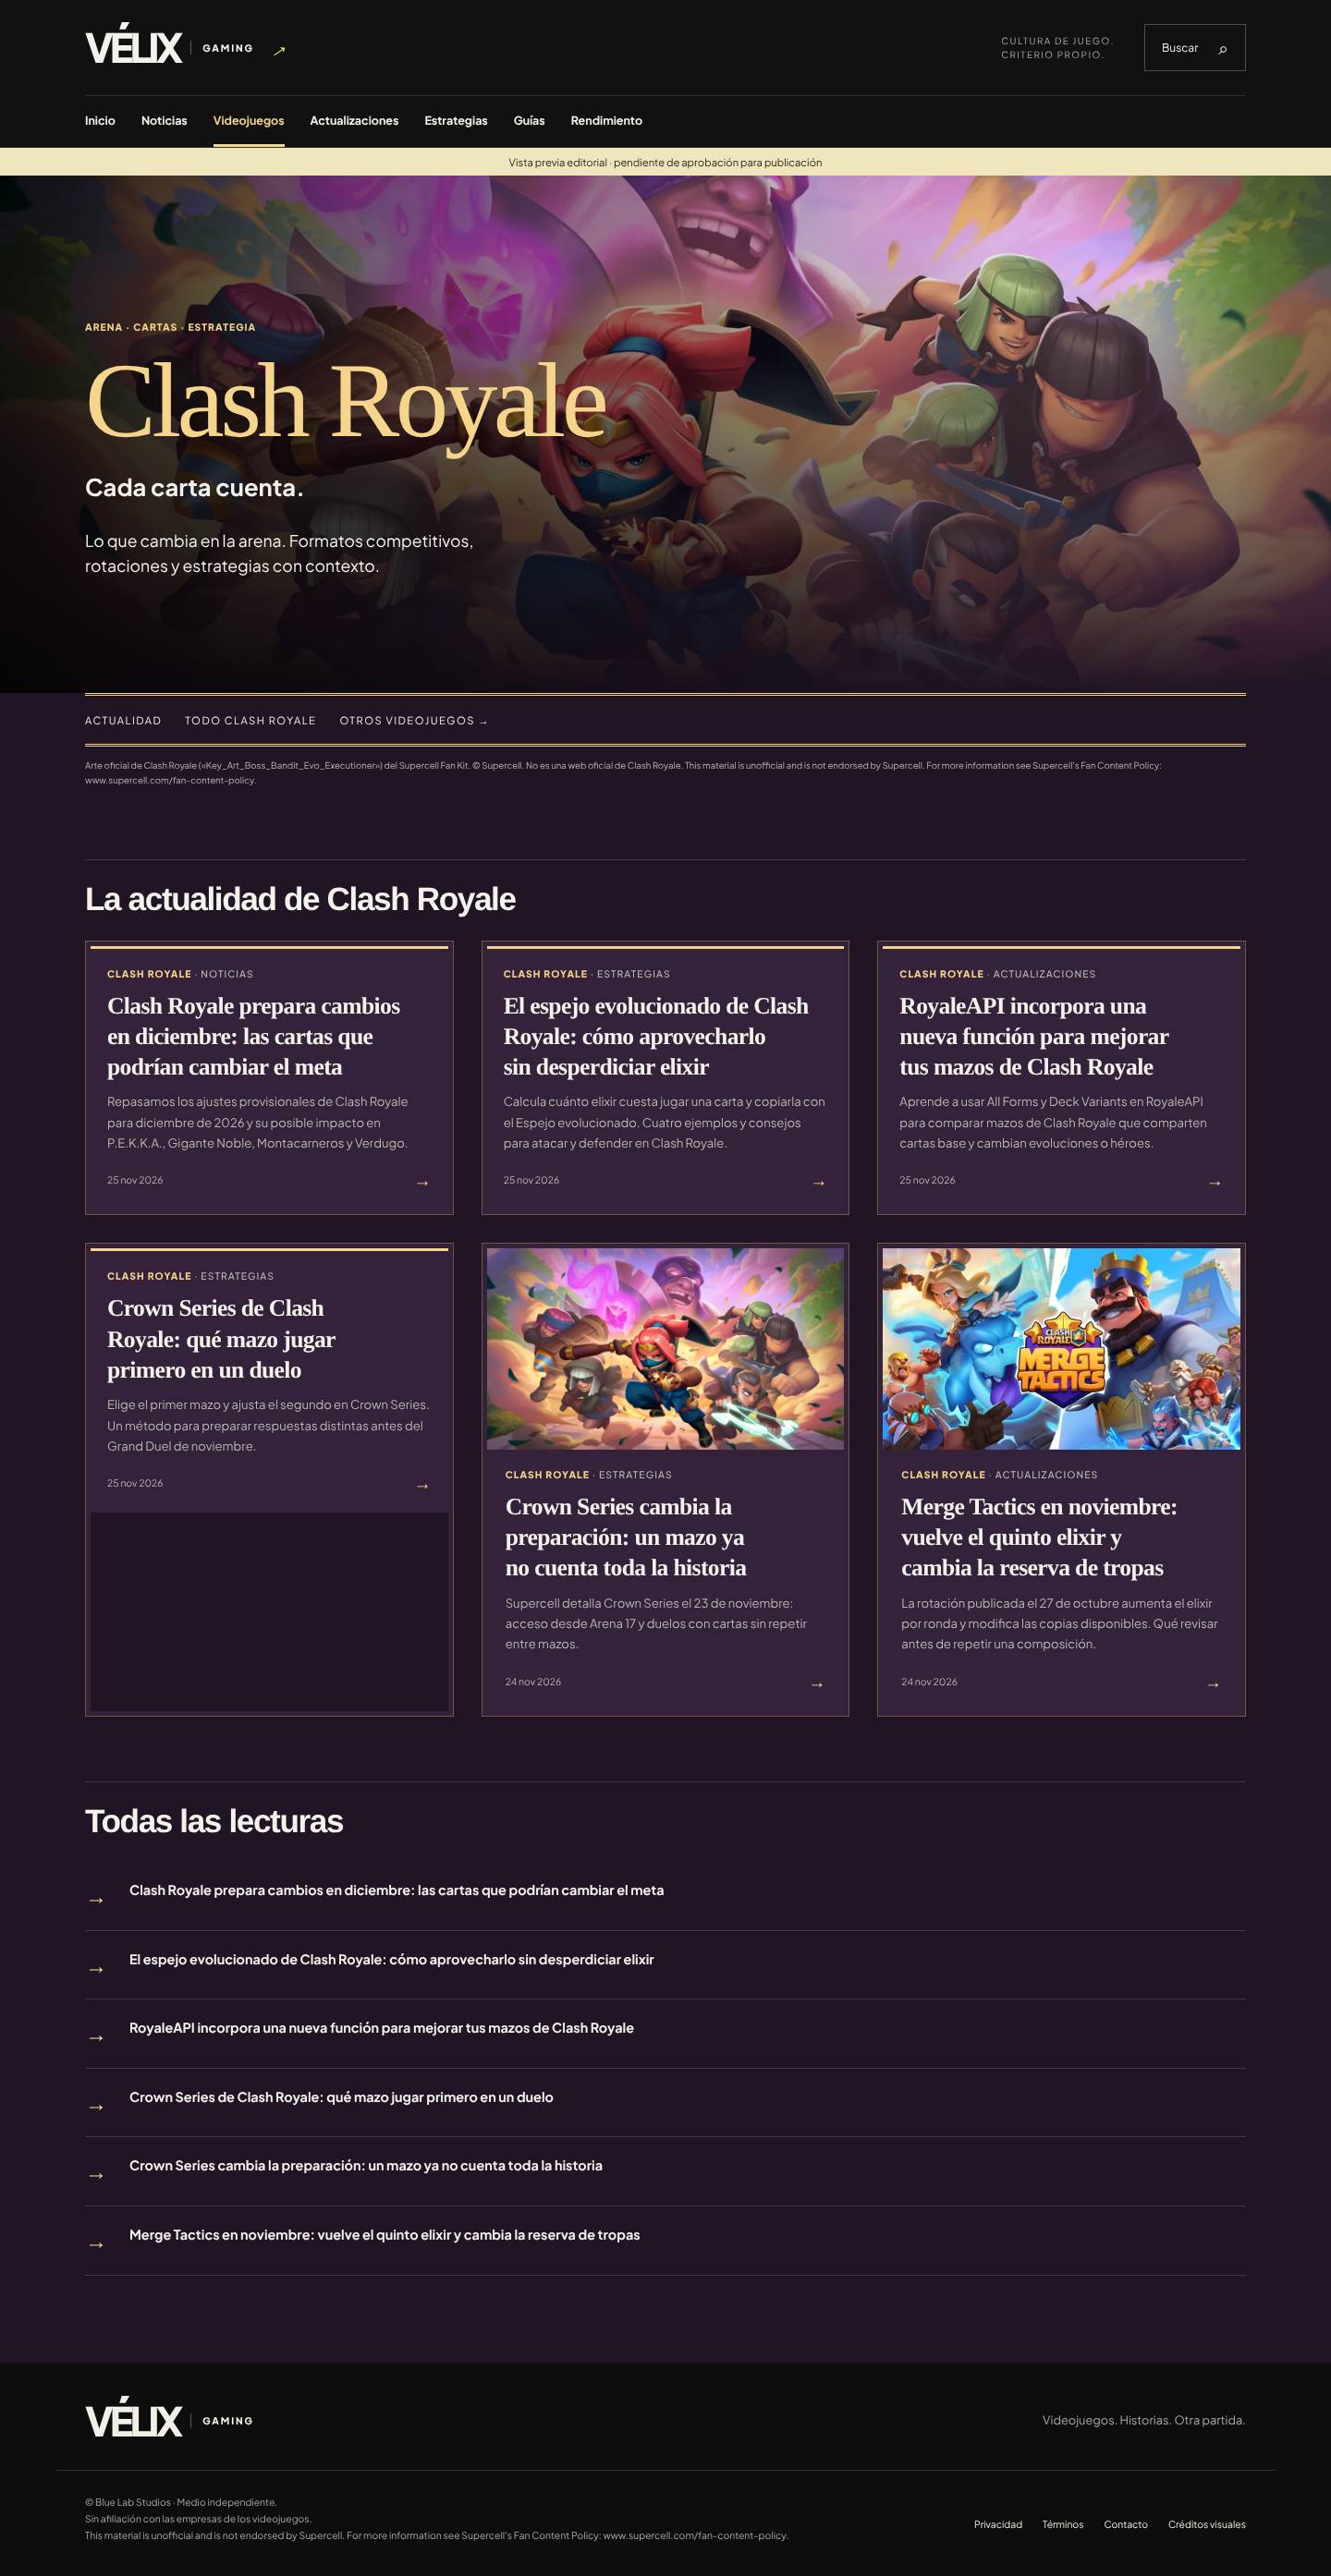 VÉLIX GAMING →
CULTURA DE JUEGO.
CRITERIO PROPIO.
Buscar ⌕
Inicio Noticias Videojuegos Actualizaciones Estrategias Guías Rendimiento
Vista previa editorial · pendiente de aprobación para publicación
ARENA · CARTAS · ESTRATEGIA
Clash Royale
Cada carta cuenta.
Lo que cambia en la arena. Formatos competitivos,
rotaciones y estrategias con contexto.
ACTUALIDAD TODO CLASH ROYALE OTROS VIDEOJUEGOS →
Arte oficial de Clash Royale («Key_Art_Boss_Bandit_Evo_Executioner») del Supercell Fan Kit. © Supercell. No es una web oficial de Clash Royale. This material is unofficial and is not endorsed by Supercell. For more information see Supercell's Fan Content Policy:
www.supercell.com/fan-content-policy.
La actualidad de Clash Royale
CLASH ROYALE · NOTICIAS
Clash Royale prepara cambios
en diciembre: las cartas que
podrían cambiar el meta
Repasamos los ajustes provisionales de Clash Royale
para diciembre de 2026 y su posible impacto en
P.E.K.K.A., Gigante Noble, Montacarneros y Verdugo.
25 nov 2026 →
CLASH ROYALE · ESTRATEGIAS
El espejo evolucionado de Clash
Royale: cómo aprovecharlo
sin desperdiciar elixir
Calcula cuánto elixir cuesta jugar una carta y copiarla con
el Espejo evolucionado. Cuatro ejemplos y consejos
para atacar y defender en Clash Royale.
25 nov 2026 →
CLASH ROYALE · ACTUALIZACIONES
RoyaleAPI incorpora una
nueva función para mejorar
tus mazos de Clash Royale
Aprende a usar All Forms y Deck Variants en RoyaleAPI
para comparar mazos de Clash Royale que comparten
cartas base y cambian evoluciones o héroes.
25 nov 2026 →
CLASH ROYALE · ESTRATEGIAS
Crown Series de Clash
Royale: qué mazo jugar
primero en un duelo
Elige el primer mazo y ajusta el segundo en Crown Series.
Un método para preparar respuestas distintas antes del
Grand Duel de noviembre.
25 nov 2026 →
CLASH ROYALE · ESTRATEGIAS
Crown Series cambia la
preparación: un mazo ya
no cuenta toda la historia
Supercell detalla Crown Series el 23 de noviembre:
acceso desde Arena 17 y duelos con cartas sin repetir
entre mazos.
24 nov 2026 →
CLASH
ROYALE
MERGE
TACTICS
CLASH ROYALE · ACTUALIZACIONES
Merge Tactics en noviembre:
vuelve el quinto elixir y
cambia la reserva de tropas
La rotación publicada el 27 de octubre aumenta el elixir
por ronda y modifica las copias disponibles. Qué revisar
antes de repetir una composición.
24 nov 2026 →
Todas las lecturas
→ Clash Royale prepara cambios en diciembre: las cartas que podrían cambiar el meta
→ El espejo evolucionado de Clash Royale: cómo aprovecharlo sin desperdiciar elixir
→ RoyaleAPI incorpora una nueva función para mejorar tus mazos de Clash Royale
→ Crown Series de Clash Royale: qué mazo jugar primero en un duelo
→ Crown Series cambia la preparación: un mazo ya no cuenta toda la historia
→ Merge Tactics en noviembre: vuelve el quinto elixir y cambia la reserva de tropas
VÉLIX GAMING
Videojuegos. Historias. Otra partida.
© Blue Lab Studios · Medio independiente.
Sin afiliación con las empresas de los videojuegos.
This material is unofficial and is not endorsed by Supercell. For more information see Supercell's Fan Content Policy: www.supercell.com/fan-content-policy.
Privacidad Términos Contacto Créditos visuales